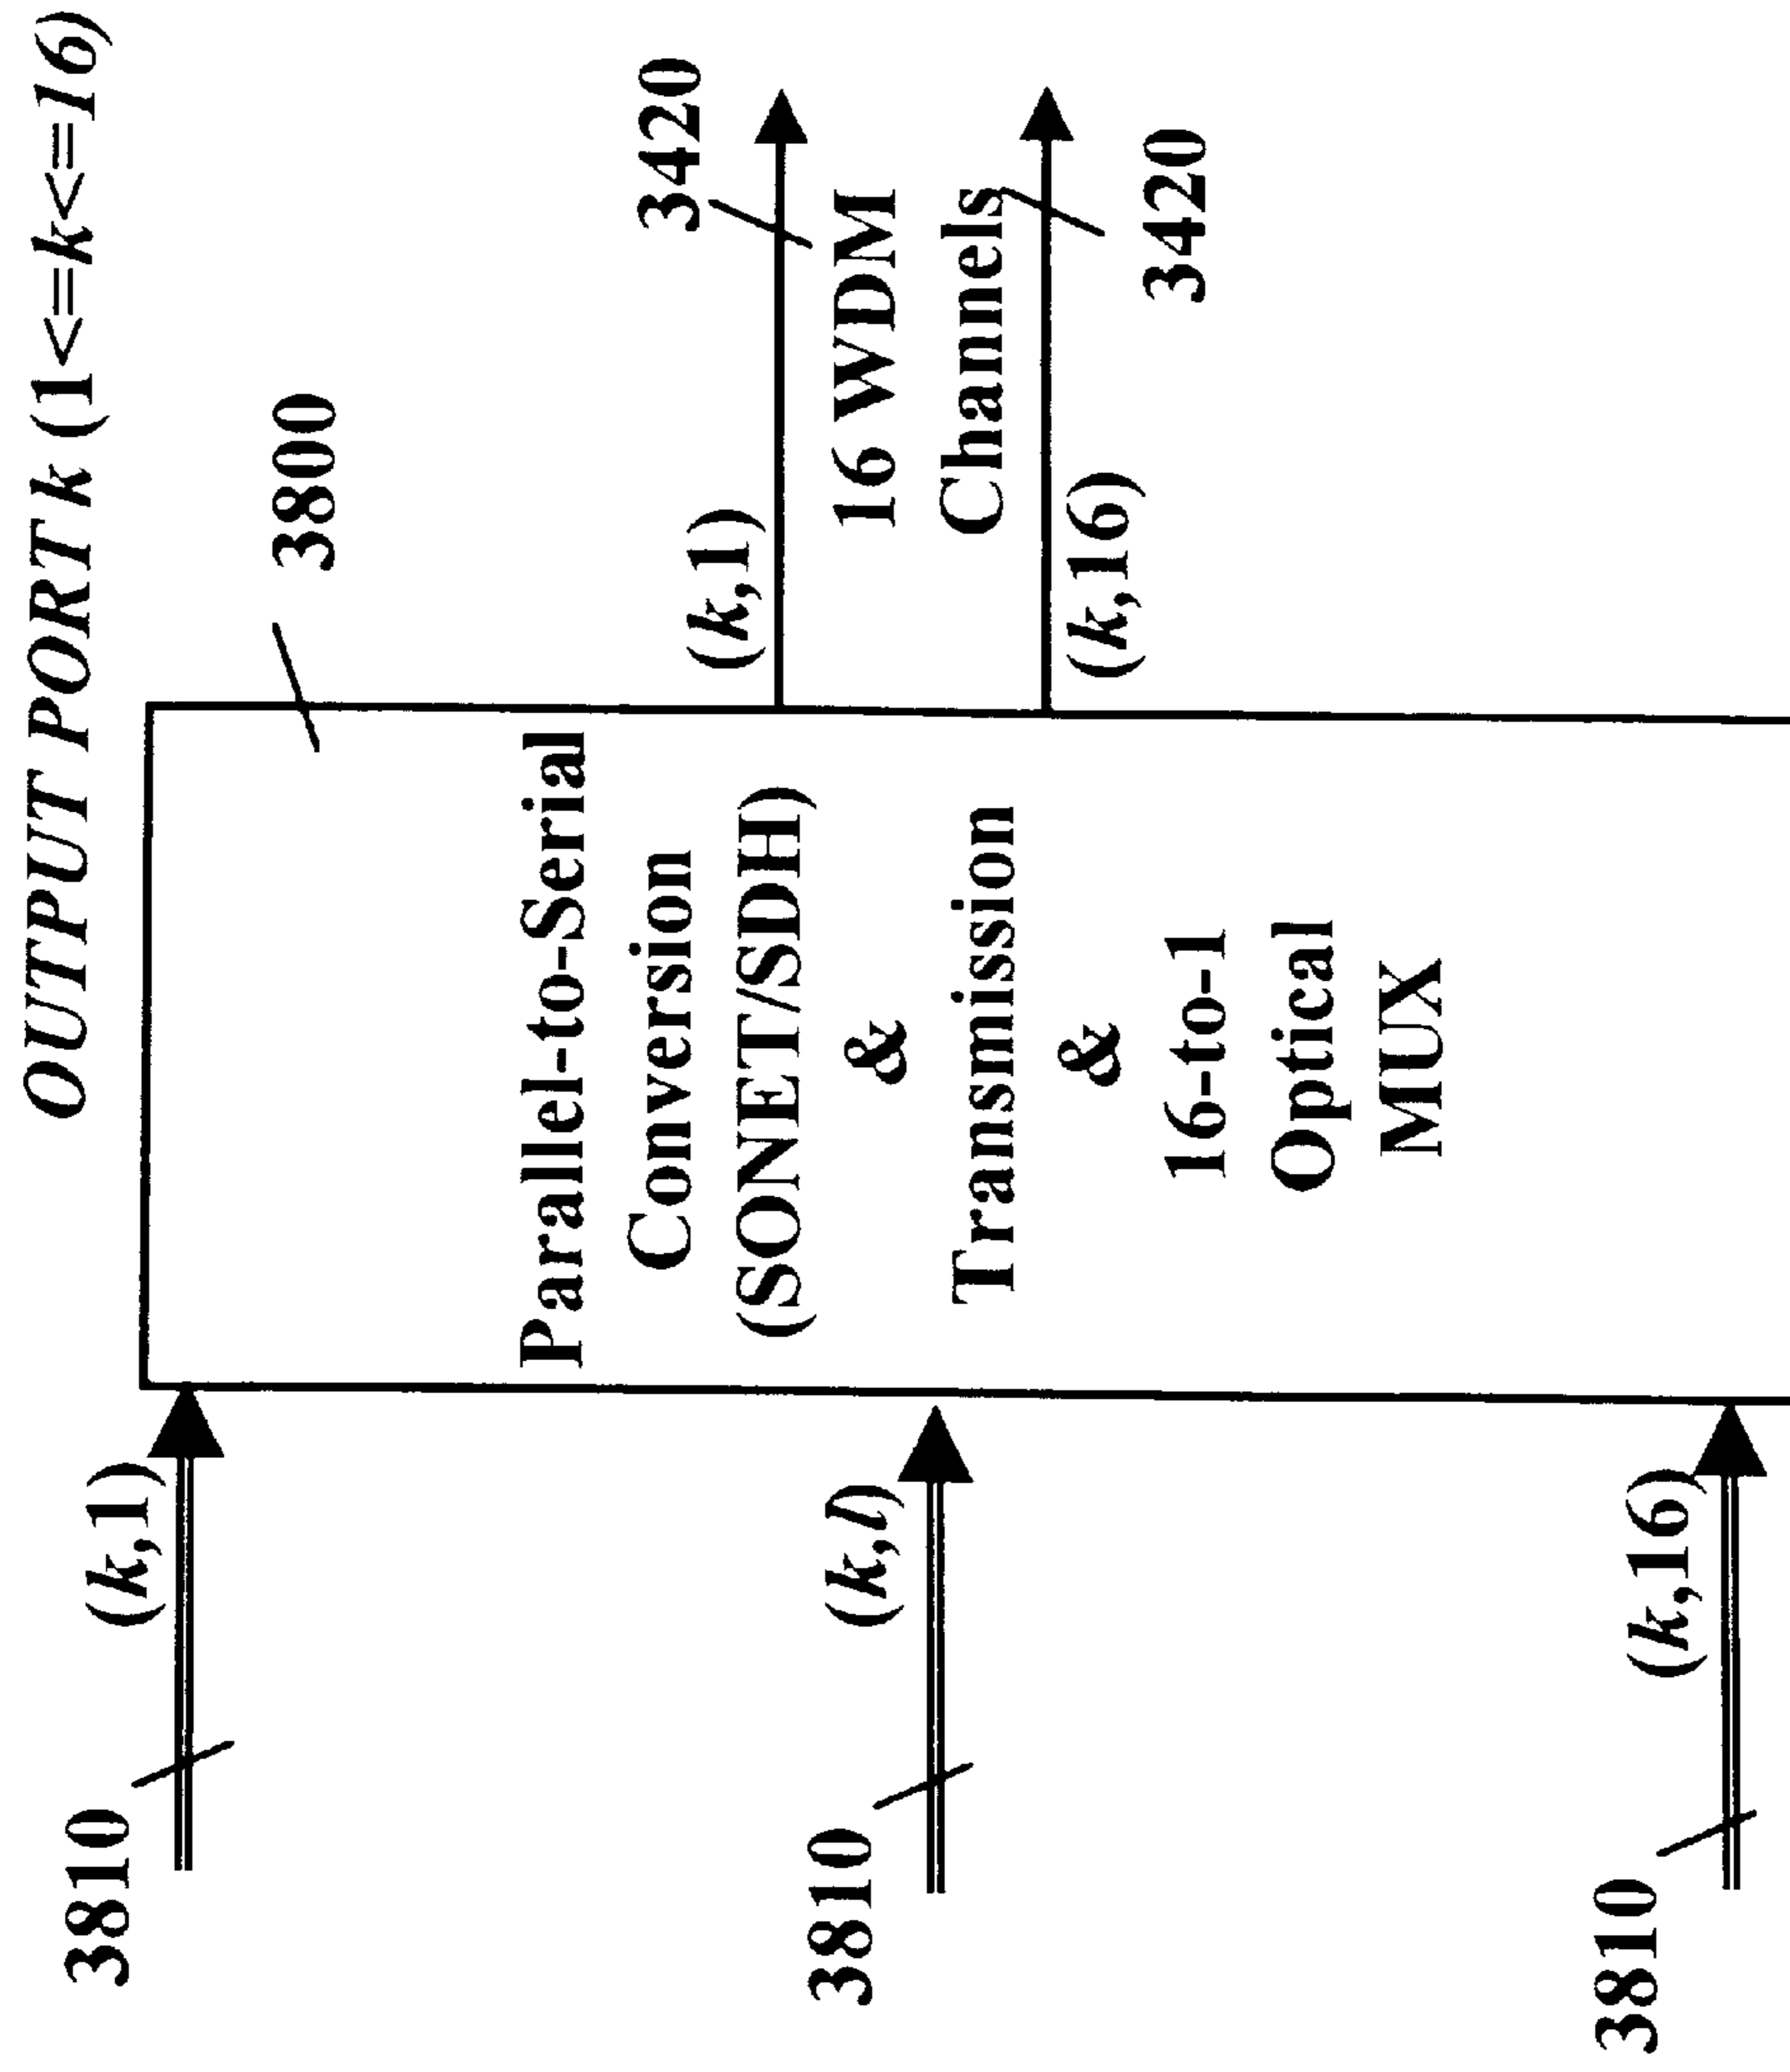 OUTPUT PORT k (1<=k<=16)
3800
3810
(k,1)
3810
(k,l)
3810
(k,16)
Parallel-to-Serial
Conversion
(SONET/SDH)
&
Transmission
&
16-to-1
Optical
MUX
3420
(k,1)
16 WDM
Channels
(k,16)
3420